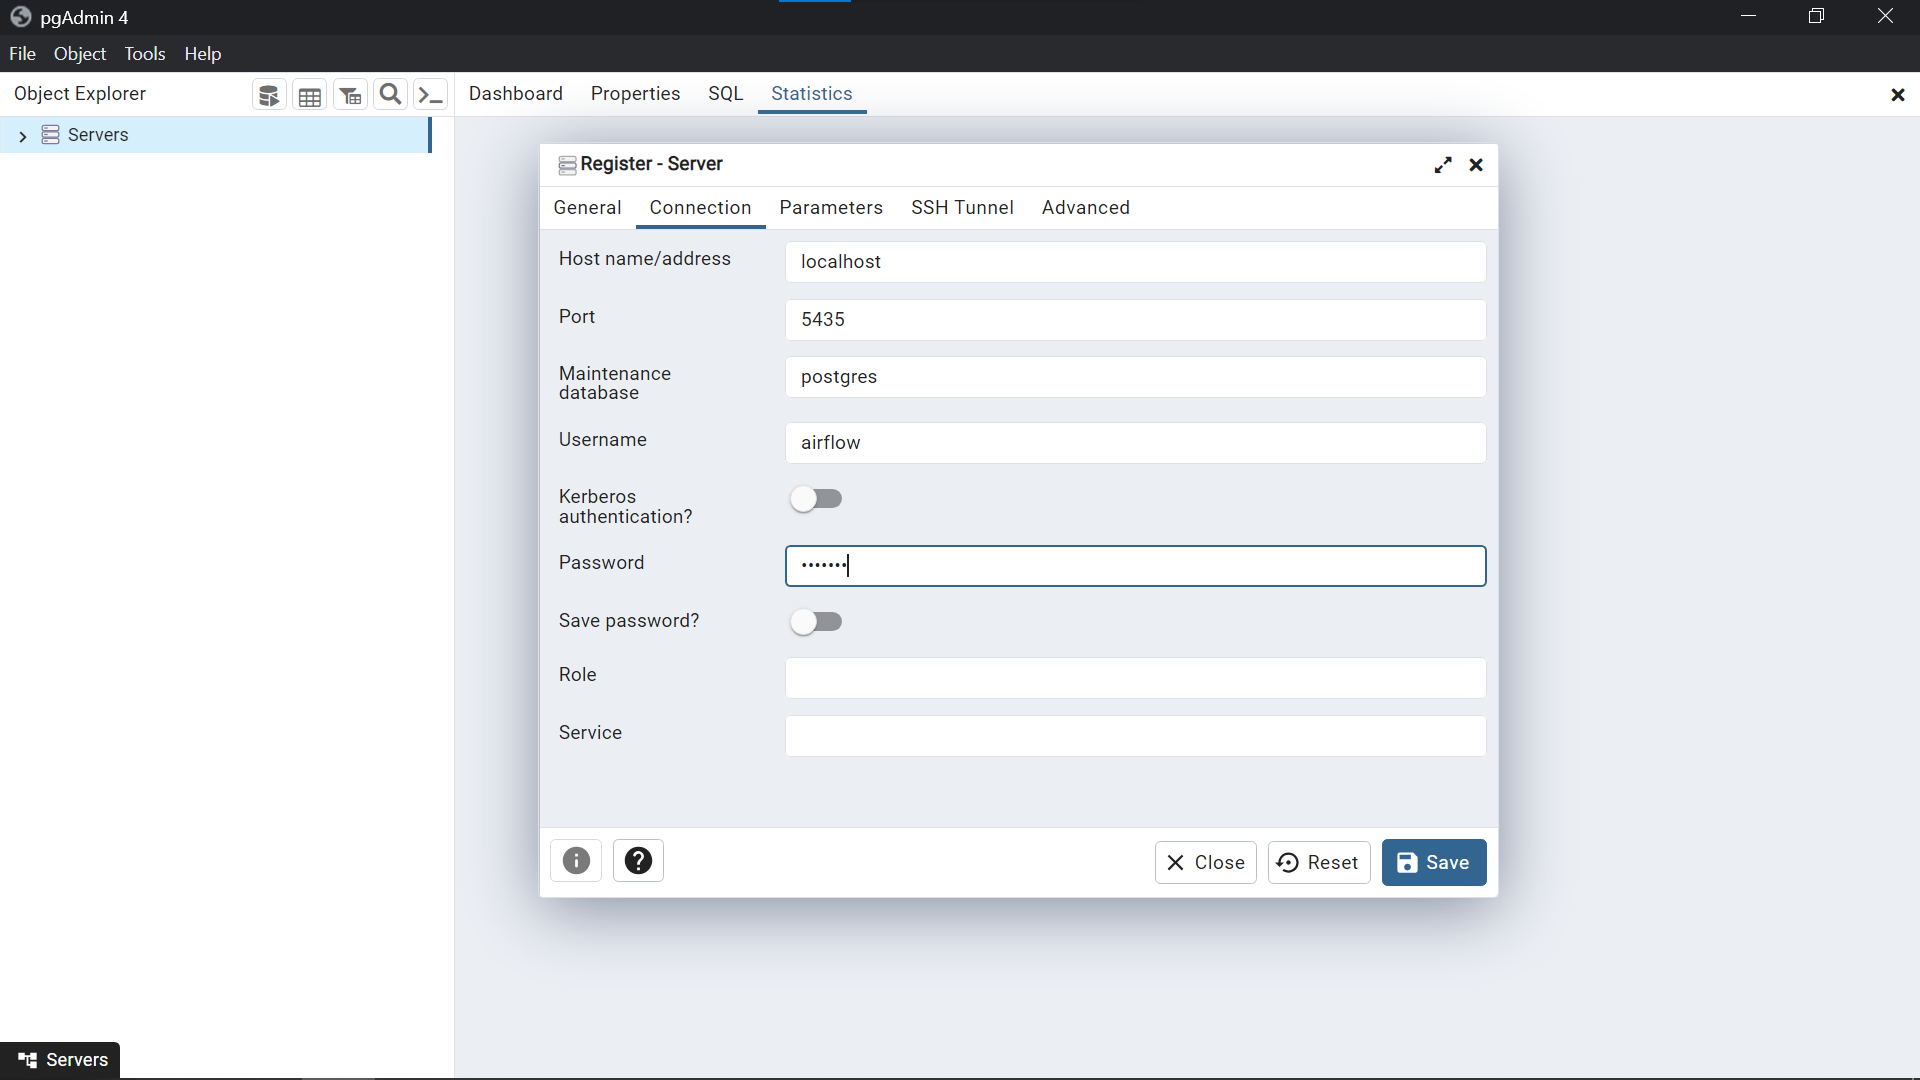 pgAdmin 4
File Object Tools Help
Object Explorer
Dashboard Properties SQL Statistics
Servers
Register - Server
General Connection Parameters SSH Tunnel Advanced
Host name/address
localhost
Port
5435
Maintenance
database
postgres
Username
airflow
Kerberos
authentication?
Password
•••••••
Save password?
Role
Service
Close Reset Save
Servers